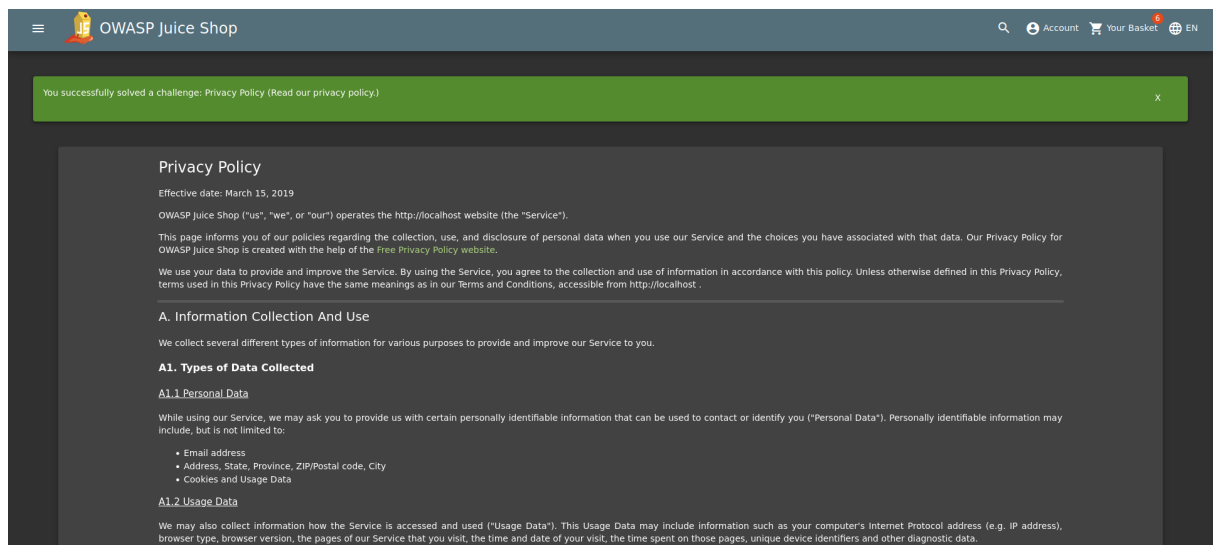 OWASP Juice Shop
Account
Your Basket
6
EN
You successfully solved a challenge: Privacy Policy (Read our privacy policy.)
X
Privacy Policy
Effective date: March 15, 2019
OWASP Juice Shop ("us", "we", or "our") operates the http://localhost website (the "Service").
This page informs you of our policies regarding the collection, use, and disclosure of personal data when you use our Service and the choices you have associated with that data. Our Privacy Policy for
OWASP Juice Shop is created with the help of the Free Privacy Policy website.
We use your data to provide and improve the Service. By using the Service, you agree to the collection and use of information in accordance with this policy. Unless otherwise defined in this Privacy Policy,
terms used in this Privacy Policy have the same meanings as in our Terms and Conditions, accessible from http://localhost .
A. Information Collection And Use
We collect several different types of information for various purposes to provide and improve our Service to you.
A1. Types of Data Collected
A1.1 Personal Data
While using our Service, we may ask you to provide us with certain personally identifiable information that can be used to contact or identify you ("Personal Data"). Personally identifiable information may
include, but is not limited to:
• Email address
• Address, State, Province, ZIP/Postal code, City
• Cookies and Usage Data
A1.2 Usage Data
We may also collect information how the Service is accessed and used ("Usage Data"). This Usage Data may include information such as your computer's Internet Protocol address (e.g. IP address),
browser type, browser version, the pages of our Service that you visit, the time and date of your visit, the time spent on those pages, unique device identifiers and other diagnostic data.